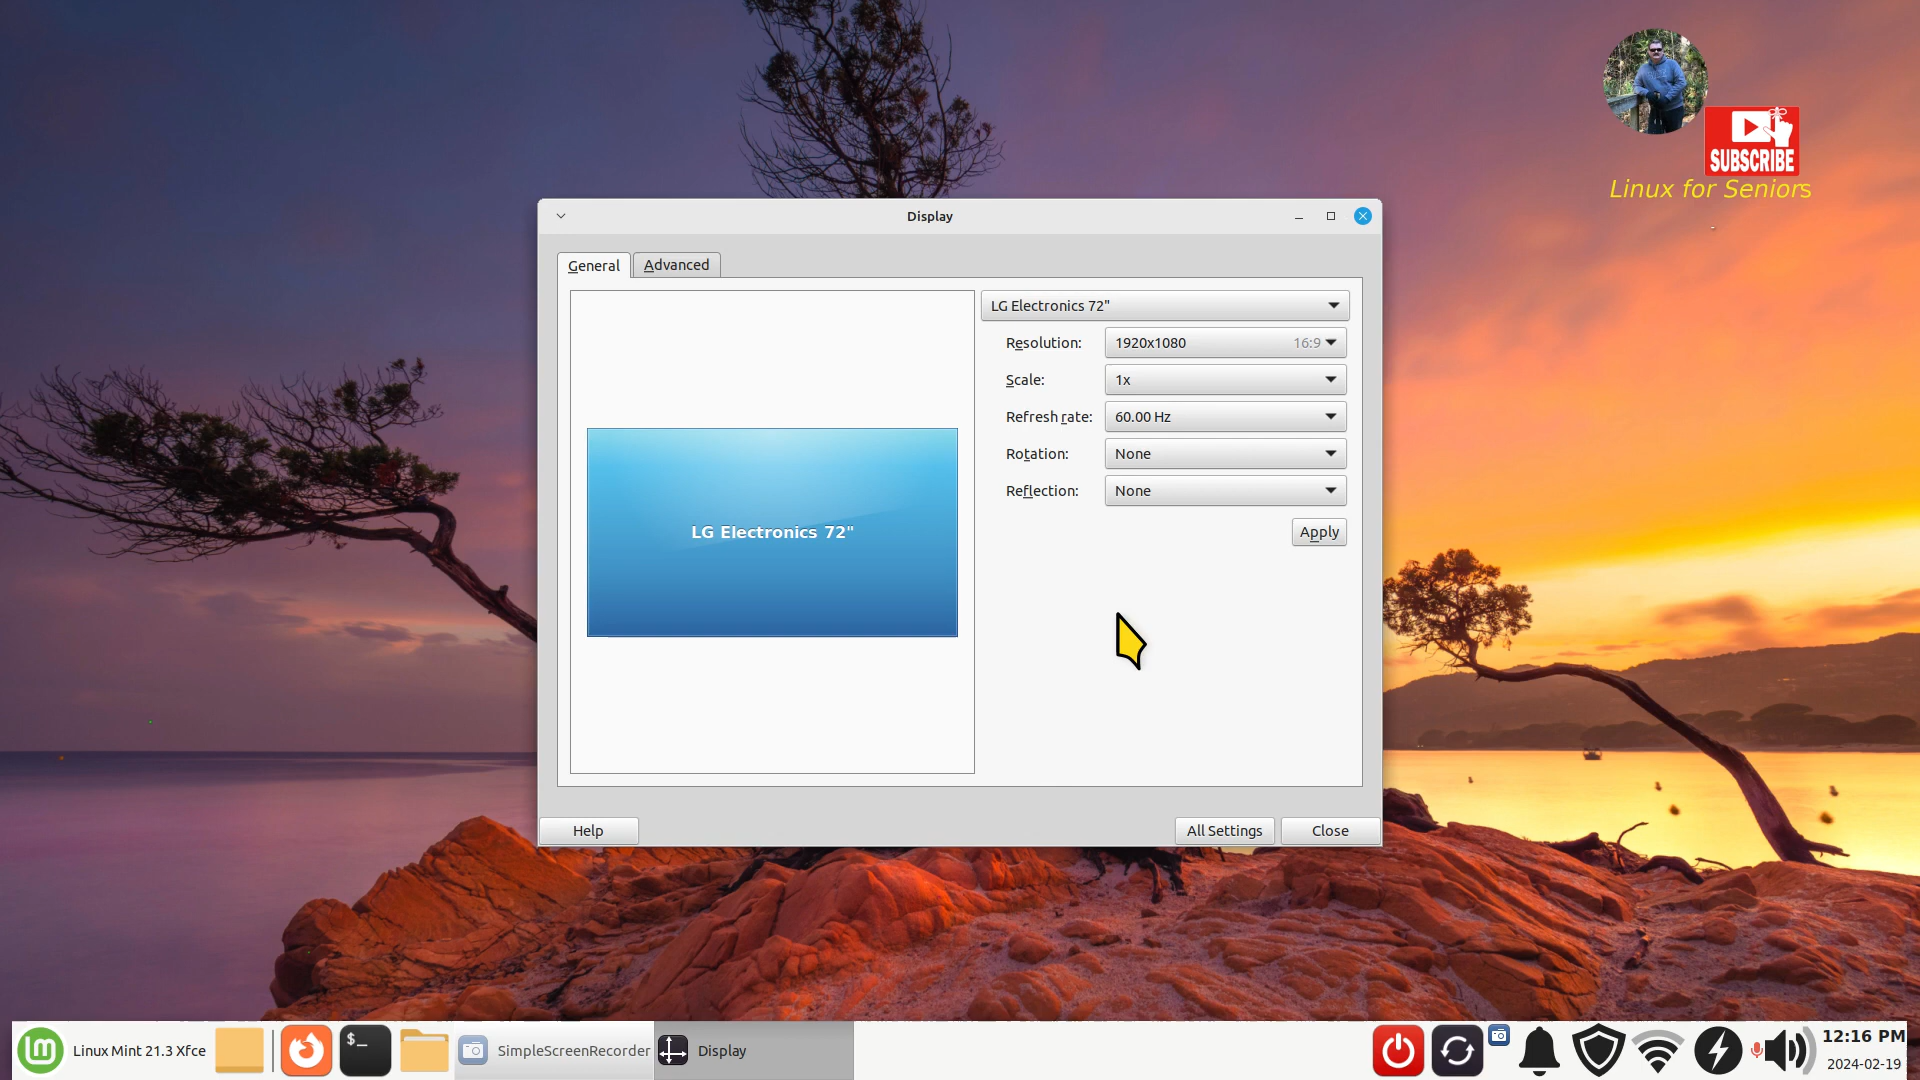 SUBSCRIBE
Linux for Seniors
Display
General
Advanced
LG Electronics 72"
LG Electronics 72"
Resolution:
1920x1080
16:9
Scale:
1x
Refresh rate:
60.00 Hz
Rotation:
None
Reflection:
None
Apply
Help
All Settings
Close
Linux Mint 21.3 Xfce
$_
SimpleScreenRecorder
Display
12:16 PM
2024-02-19